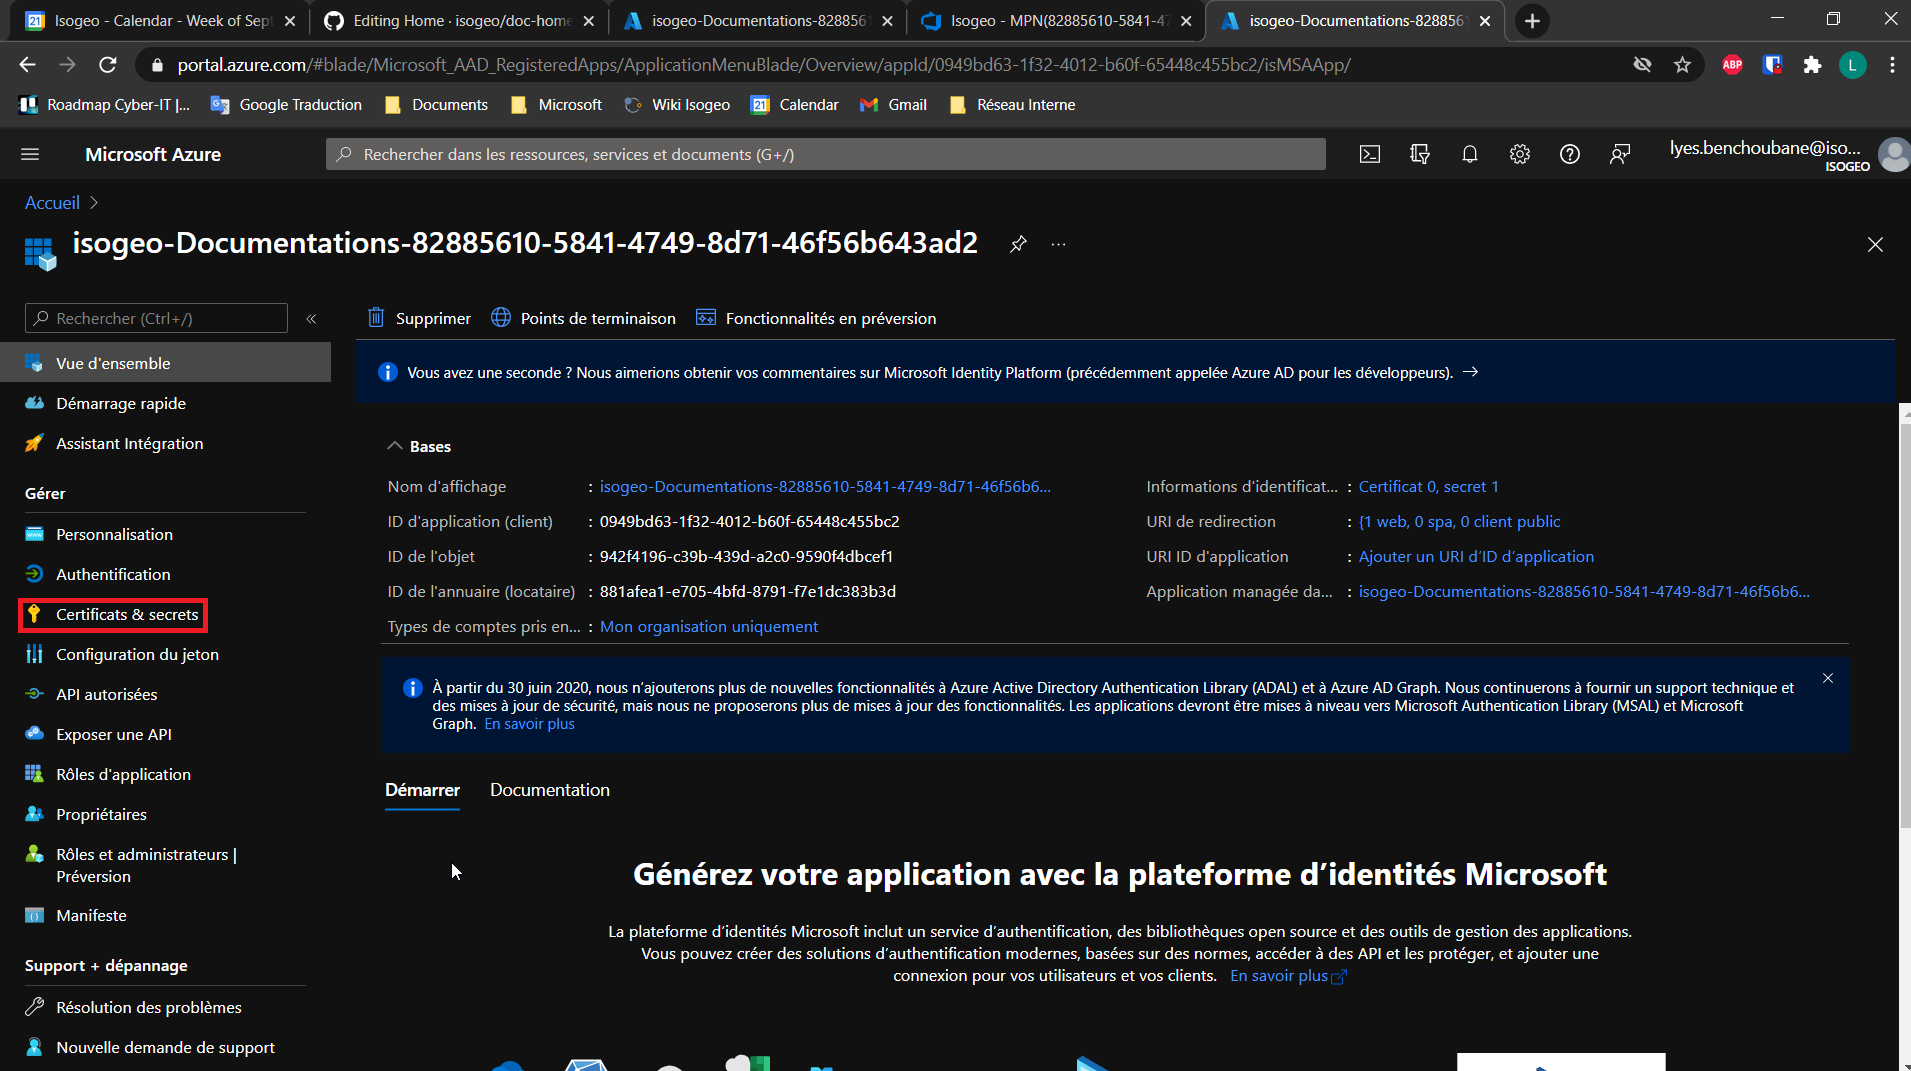 Isogeo - Calendar - Week of Sept
Editing Home · isogeo/doc-home
isogeo-Documentations-828856
Isogeo - MPN(82885610-5841-47
isogeo-Documentations-828856
portal.azure.com/#blade/Microsoft_AAD_RegisteredApps/ApplicationMenuBlade/Overview/appId/0949bd63-1f32-4012-b60f-65448c455bc2/isMSAApp/
ABP
L
Roadmap Cyber-IT |...
Google Traduction
Documents
Microsoft
Wiki Isogeo
Calendar
Gmail
Réseau Interne
Microsoft Azure
Rechercher dans les ressources, services et documents (G+/)
lyes.benchoubane@iso...
ISOGEO
Accueil
isogeo-Documentations-82885610-5841-4749-8d71-46f56b643ad2
Rechercher (Ctrl+/)
«
Supprimer
Points de terminaison
Fonctionnalités en préversion
Vue d'ensemble
Démarrage rapide
Assistant Intégration
Gérer
Personnalisation
Authentification
Certificats & secrets
Configuration du jeton
API autorisées
Exposer une API
Rôles d'application
Propriétaires
Rôles et administrateurs |
Préversion
Manifeste
Support + dépannage
Résolution des problèmes
Nouvelle demande de support
Vous avez une seconde ? Nous aimerions obtenir vos commentaires sur Microsoft Identity Platform (précédemment appelée Azure AD pour les développeurs). →
Bases
Nom d'affichage : isogeo-Documentations-82885610-5841-4749-8d71-46f56b6...
ID d'application (client) : 0949bd63-1f32-4012-b60f-65448c455bc2
ID de l'objet : 942f4196-c39b-439d-a2c0-9590f4dbcef1
ID de l'annuaire (locataire) : 881afea1-e705-4bfd-8791-f7e1dc383b3d
Types de comptes pris en... : Mon organisation uniquement
Informations d'identificat... : Certificat 0, secret 1
URI de redirection : {1 web, 0 spa, 0 client public
URI ID d'application : Ajouter un URI d'ID d'application
Application managée da... : isogeo-Documentations-82885610-5841-4749-8d71-46f56b6...
À partir du 30 juin 2020, nous n'ajouterons plus de nouvelles fonctionnalités à Azure Active Directory Authentication Library (ADAL) et à Azure AD Graph. Nous continuerons à fournir un support technique et
des mises à jour de sécurité, mais nous ne proposerons plus de mises à jour des fonctionnalités. Les applications devront être mises à niveau vers Microsoft Authentication Library (MSAL) et Microsoft
Graph. En savoir plus
Démarrer
Documentation
Générez votre application avec la plateforme d'identités Microsoft
La plateforme d'identités Microsoft inclut un service d'authentification, des bibliothèques open source et des outils de gestion des applications.
Vous pouvez créer des solutions d'authentification modernes, basées sur des normes, accéder à des API et les protéger, et ajouter une
connexion pour vos utilisateurs et vos clients. En savoir plus